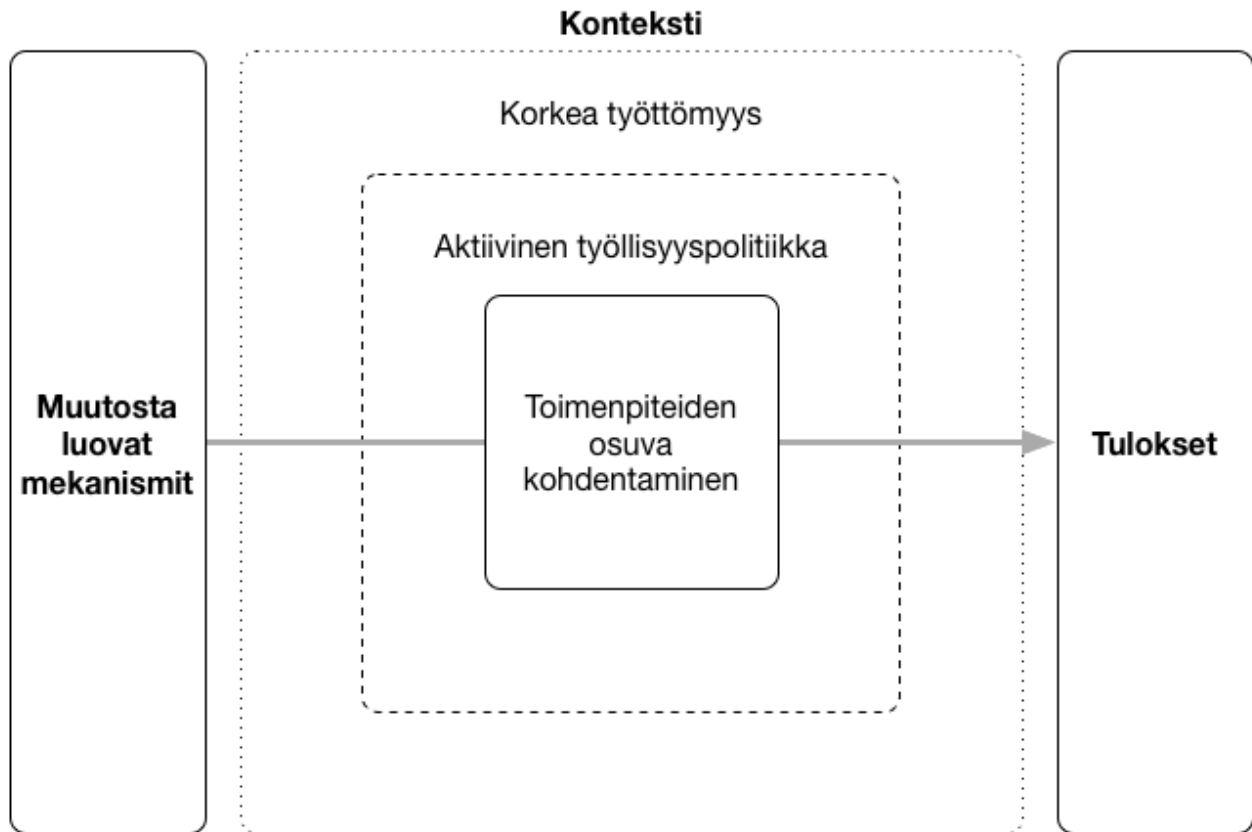 Konteksti
Korkea työttömyys
Aktiivinen työllisyyspolitiikka
Muutosta
luovat
mekanismit
Toimenpiteiden
osuva
kohdentaminen
Tulokset